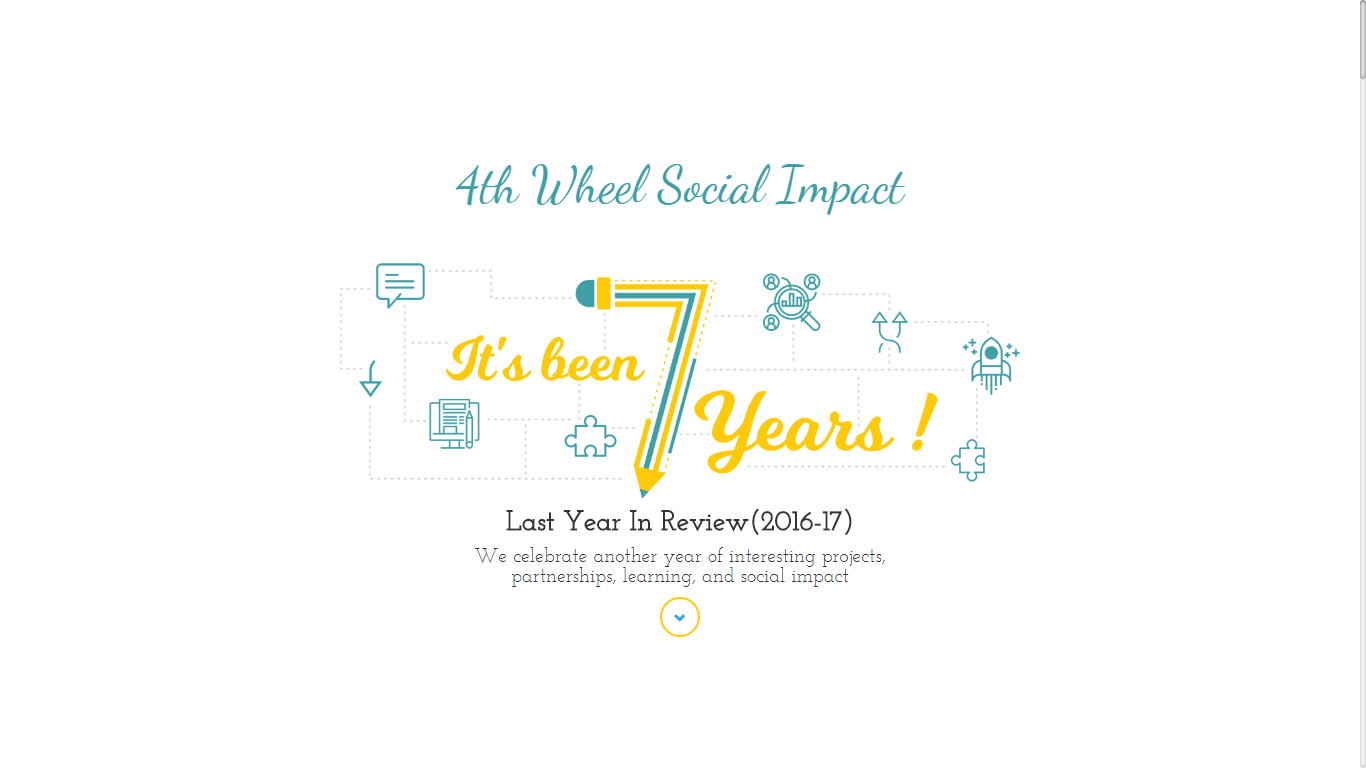 4th Wheel Social Impact
It's been 7
Years !
Last Year In Review(2016-17)
We celebrate another year of interesting projects,
partnerships, learning, and social impact